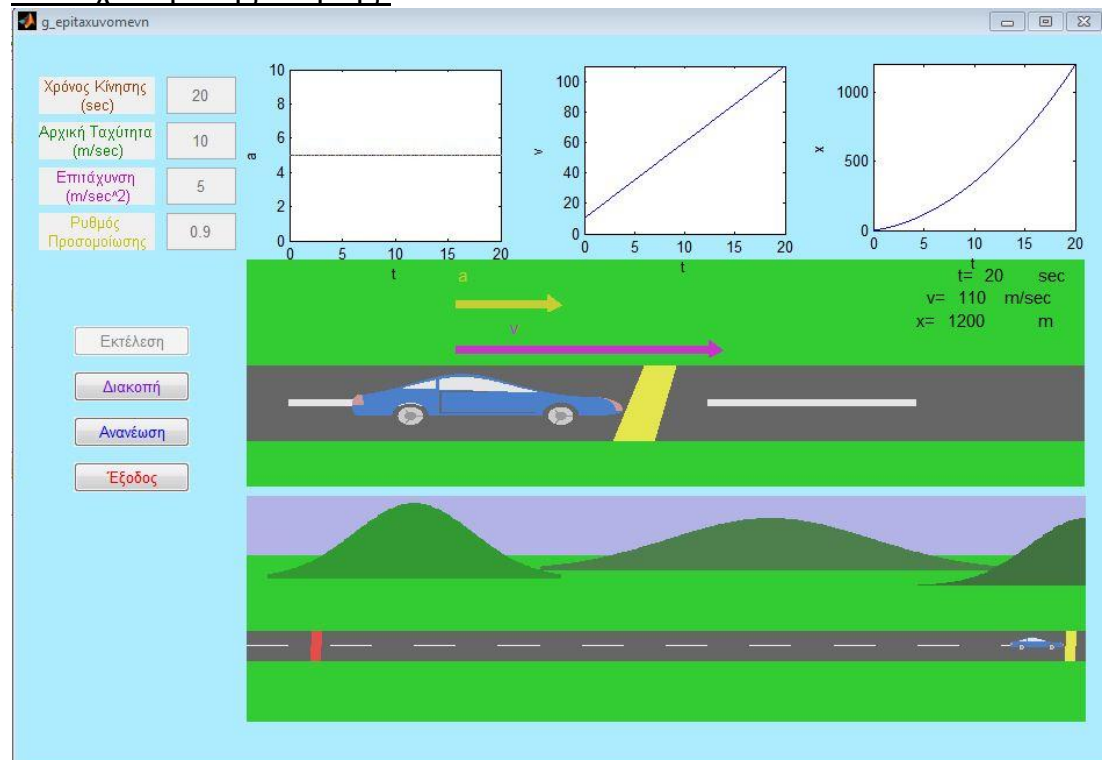 g_epitaxuvomevn
Χρόνος Κίνησης
(sec)
20
Αρχική Ταχύτητα
(m/sec)
10
Επιτάχυνση
(m/sec^2)
5
Ρυθμός
Προσομοίωσης
0.9
Εκτέλεση
Διακοπή
Ανανέωση
Έξοδος
10
8
6
4
2
0
a
0 5 10 15 20
t
100
80
60
40
20
0
v
0 5 10 15 20
t
1000
500
0
x
0 5 10 15 20
t
a
v
t= 20 sec
v= 110 m/sec
x= 1200 m